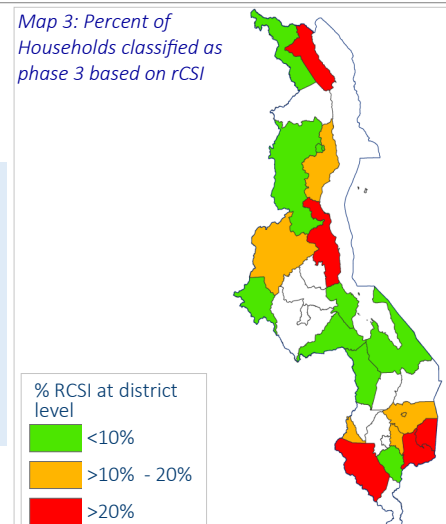 Map 3: Percent of
Households classified as
phase 3 based on rCSI
% RCSI at district
level
<10%
>10% - 20%
>20%